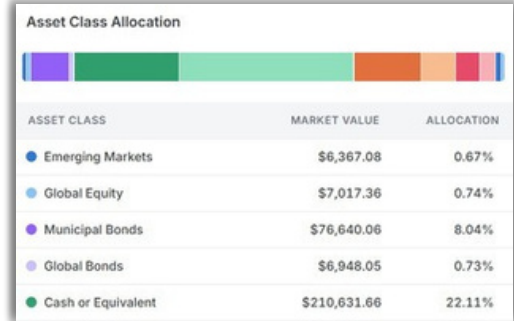 Asset Class Allocation
ASSET CLASS MARKET VALUE ALLOCATION
Emerging Markets $6,367.08 0.67%
Global Equity $7,017.36 0.74%
Municipal Bonds $76,640.06 8.04%
Global Bonds $6,948.05 0.73%
Cash or Equivalent $210,631.66 22.11%